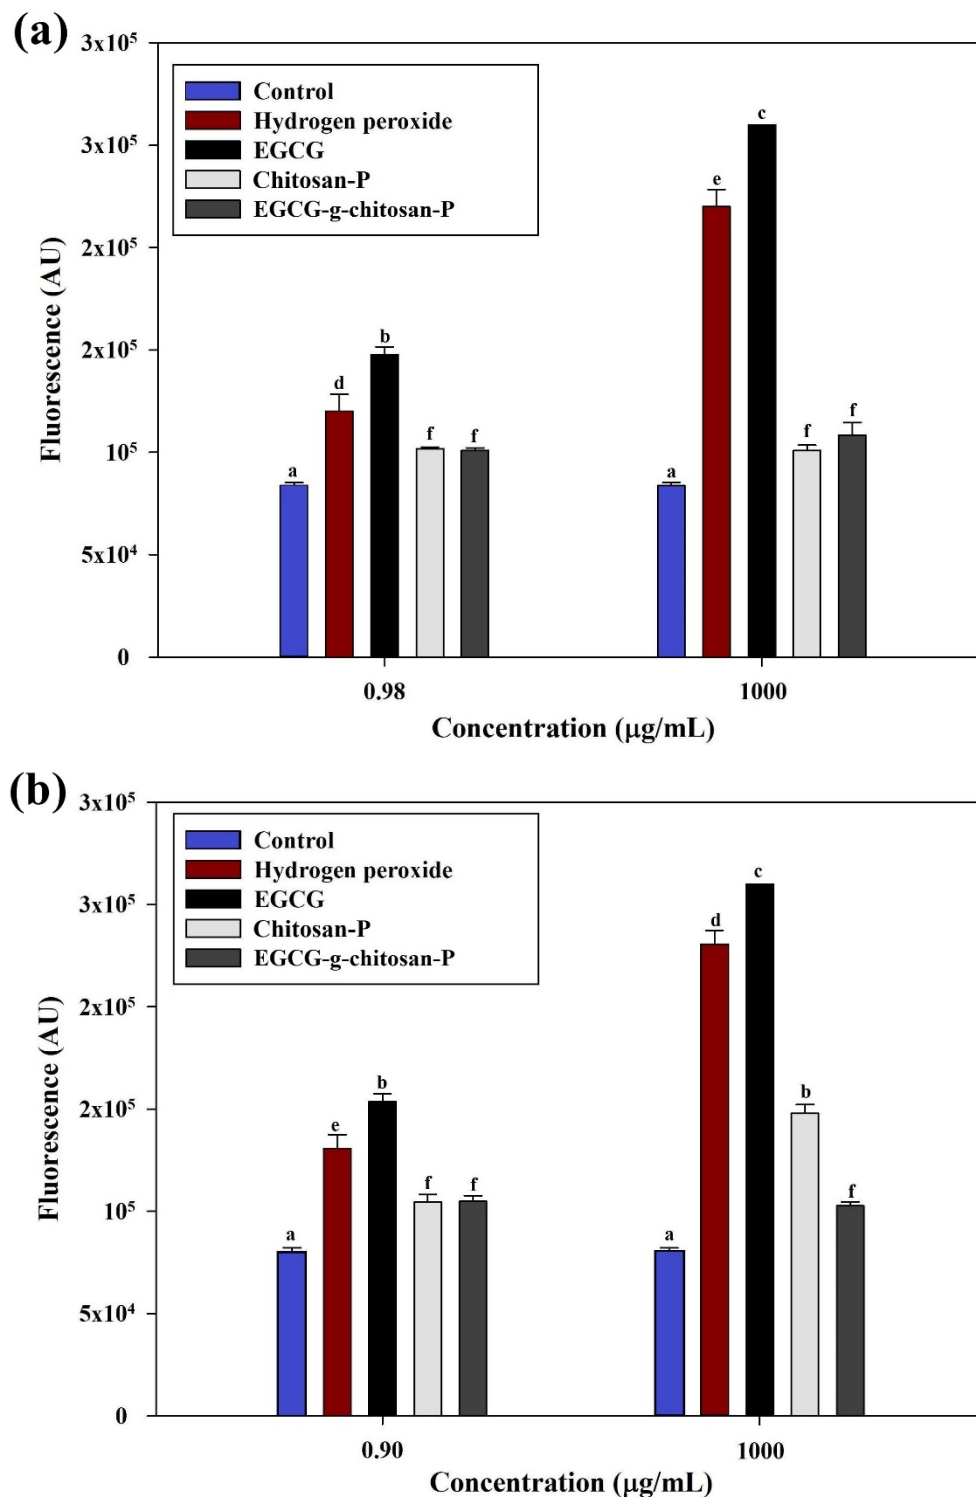 (a)
3x10⁵
Control
Hydrogen peroxide
EGCG
Chitosan-P
EGCG-g-chitosan-P
3x10⁵
2x10⁵
2x10⁵
10⁵
5x10⁴
0
Fluorescence (AU)
a
d
b
f
f
a
e
c
f
f
0.98
1000
Concentration (μg/mL)
(b)
3x10⁵
Control
Hydrogen peroxide
EGCG
Chitosan-P
EGCG-g-chitosan-P
3x10⁵
2x10⁵
2x10⁵
10⁵
5x10⁴
0
Fluorescence (AU)
a
e
b
f
f
a
d
c
b
f
0.90
1000
Concentration (μg/mL)